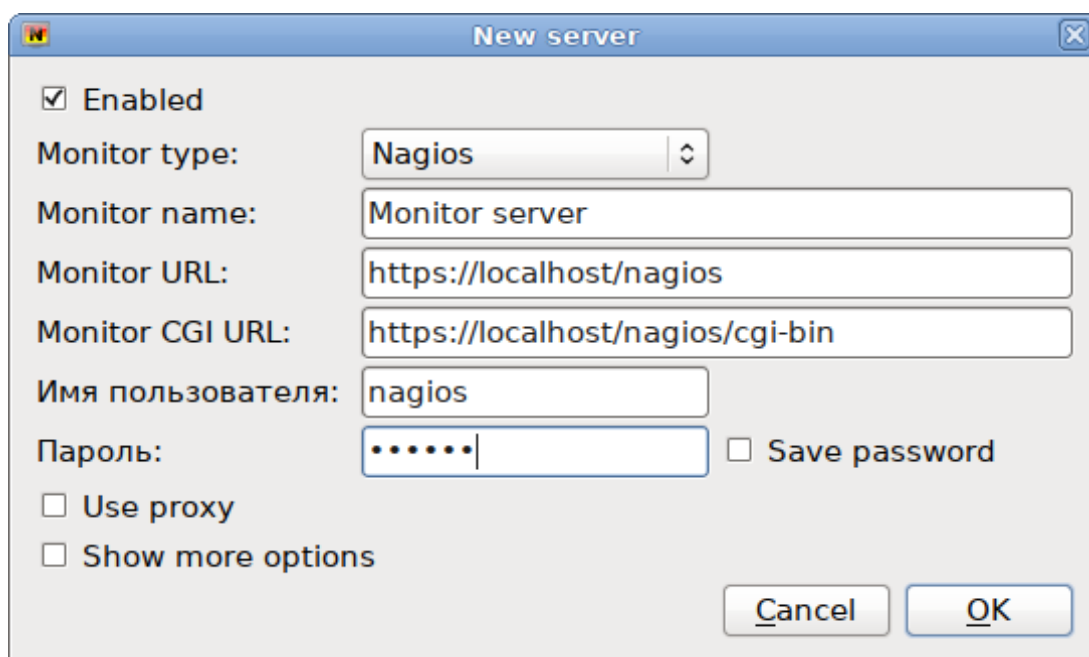 New server
Enabled
Monitor type: Nagios
Monitor name: Monitor server
Monitor URL: https://localhost/nagios
Monitor CGI URL: https://localhost/nagios/cgi-bin
Имя пользователя: nagios
Пароль: •••••• Save password
Use proxy
Show more options
Cancel OK